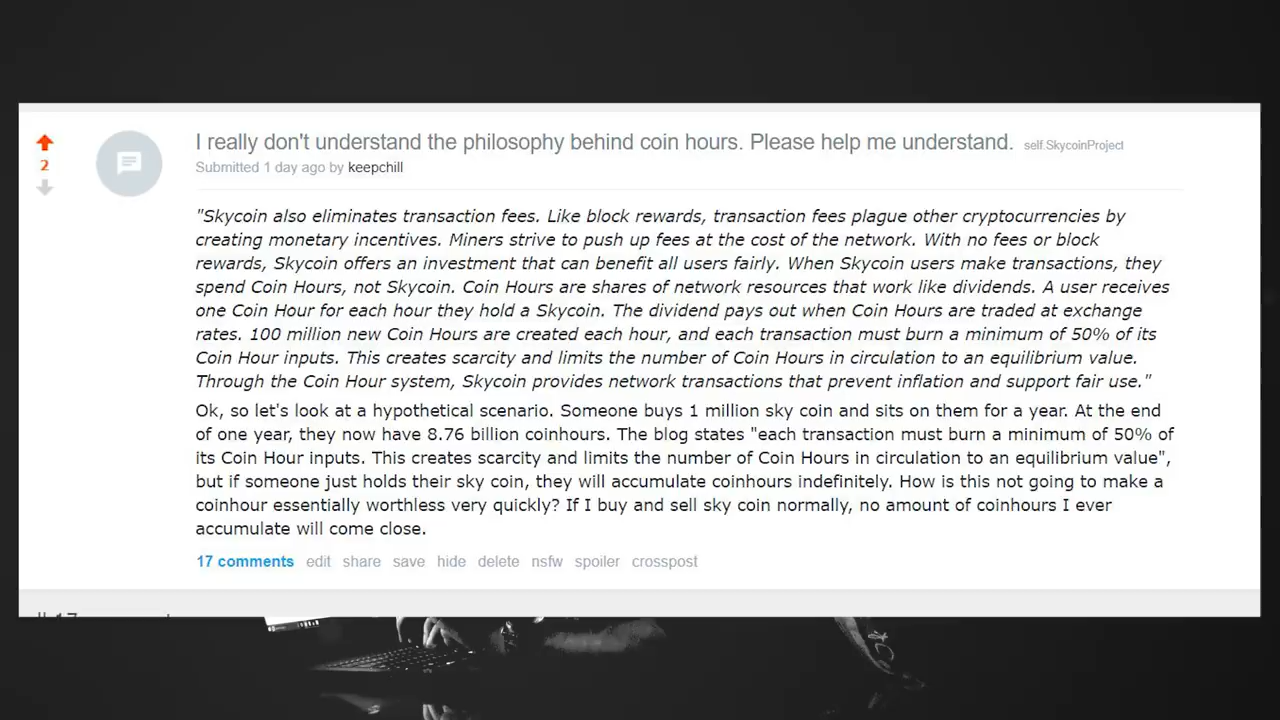 I really don't understand the philosophy behind coin hours. Please help me understand. self.SkycoinProject
2
Submitted 1 day ago by keepchill
"Skycoin also eliminates transaction fees. Like block rewards, transaction fees plague other cryptocurrencies by
creating monetary incentives. Miners strive to push up fees at the cost of the network. With no fees or block
rewards, Skycoin offers an investment that can benefit all users fairly. When Skycoin users make transactions, they
spend Coin Hours, not Skycoin. Coin Hours are shares of network resources that work like dividends. A user receives
one Coin Hour for each hour they hold a Skycoin. The dividend pays out when Coin Hours are traded at exchange
rates. 100 million new Coin Hours are created each hour, and each transaction must burn a minimum of 50% of its
Coin Hour inputs. This creates scarcity and limits the number of Coin Hours in circulation to an equilibrium value.
Through the Coin Hour system, Skycoin provides network transactions that prevent inflation and support fair use."
Ok, so let's look at a hypothetical scenario. Someone buys 1 million sky coin and sits on them for a year. At the end
of one year, they now have 8.76 billion coinhours. The blog states "each transaction must burn a minimum of 50% of
its Coin Hour inputs. This creates scarcity and limits the number of Coin Hours in circulation to an equilibrium value",
but if someone just holds their sky coin, they will accumulate coinhours indefinitely. How is this not going to make a
coinhour essentially worthless very quickly? If I buy and sell sky coin normally, no amount of coinhours I ever
accumulate will come close.
17 comments edit share save hide delete nsfw spoiler crosspost